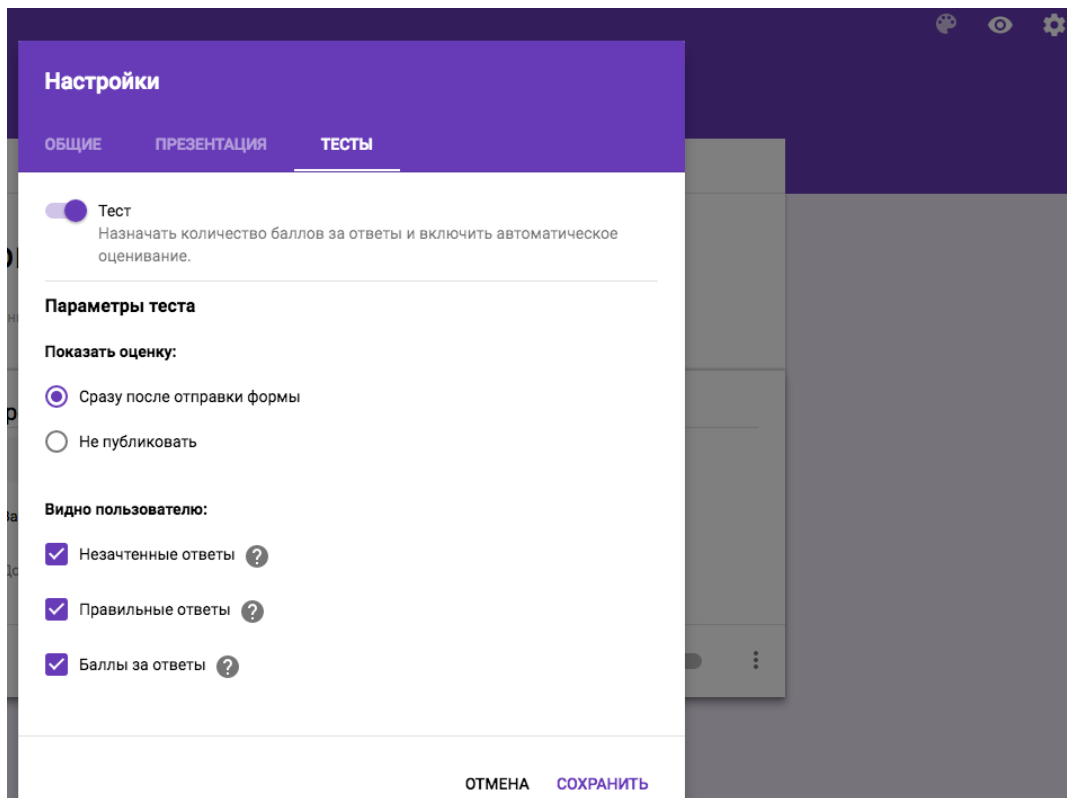 Настройки
ОБЩИЕ ПРЕЗЕНТАЦИЯ ТЕСТЫ
Тест
Назначать количество баллов за ответы и включить автоматическое
оценивание.
Параметры теста
Показать оценку:
Сразу после отправки формы
Не публиковать
Видно пользователю:
Незачтенные ответы ?
Правильные ответы ?
Баллы за ответы ?
ОТМЕНА СОХРАНИТЬ